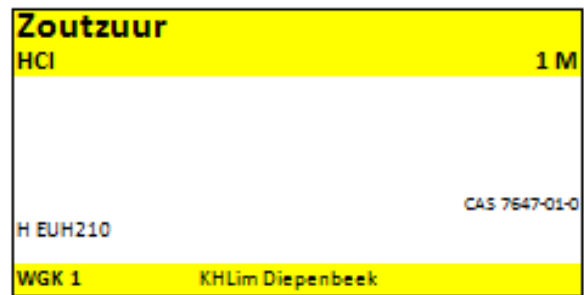 Zoutzuur
HCl 1 M
CAS 7647-01-0
H EUH210
WGK 1 KHLim Diepenbeek